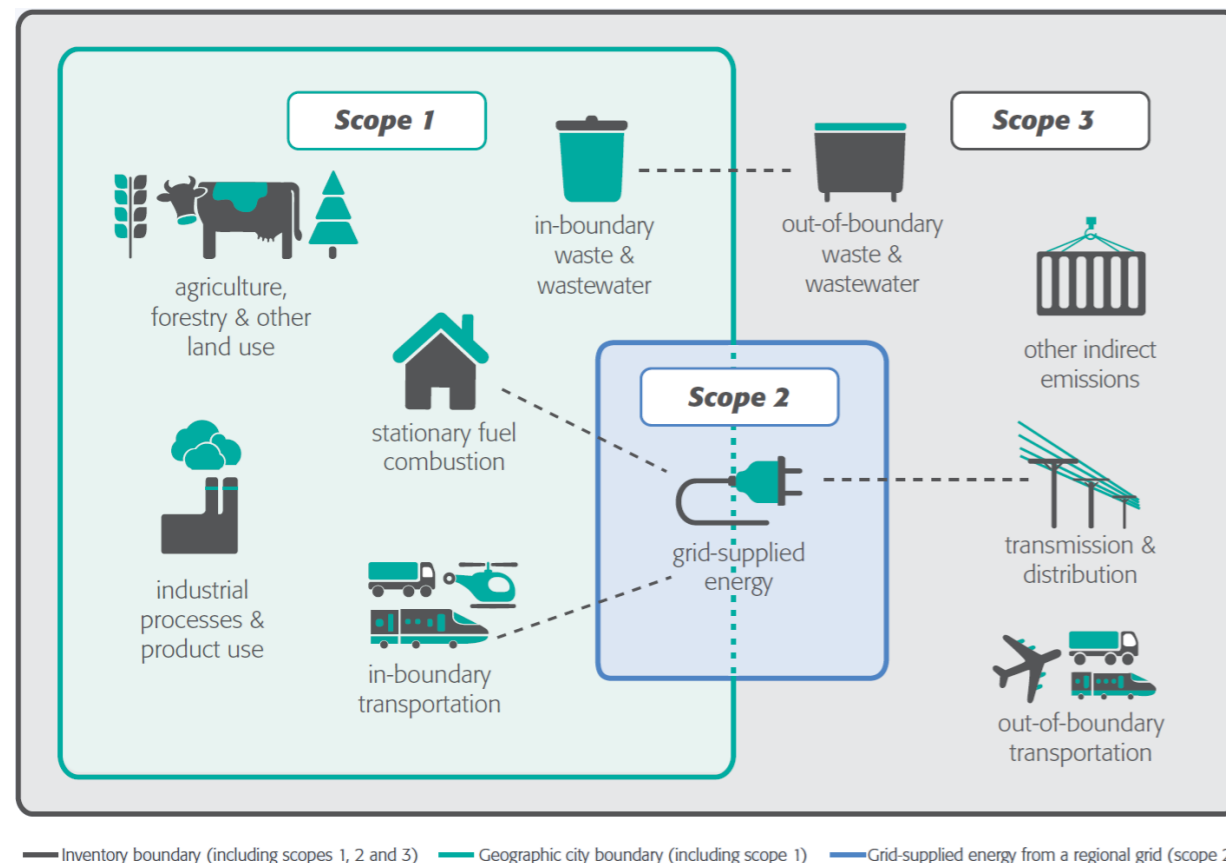 Scope 1
Scope 3
in-boundary
waste &
wastewater
out-of-boundary
waste &
wastewater
agriculture,
forestry & other
land use
other indirect
emissions
Scope 2
stationary fuel
combustion
grid-supplied
energy
transmission &
distribution
industrial
processes &
product use
in-boundary
transportation
out-of-boundary
transportation
Inventory boundary (including scopes 1, 2 and 3) Geographic city boundary (including scope 1) Grid-supplied energy from a regional grid (scope